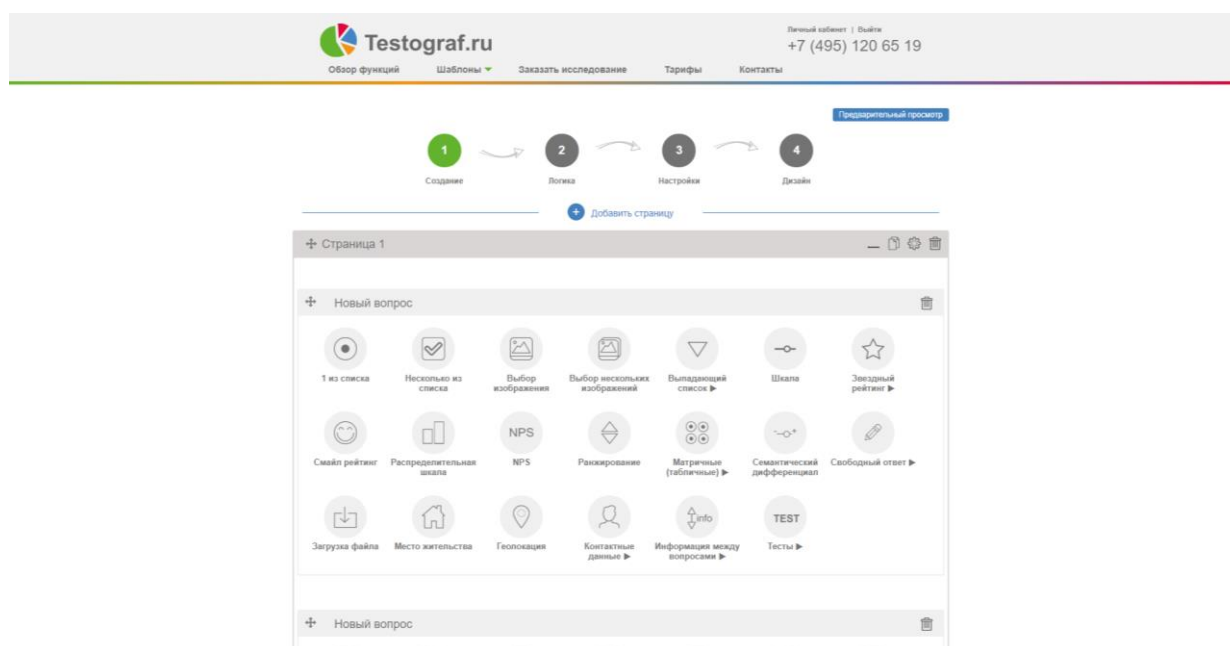 Testograf.ru
Личный кабинет | Выйти
+7 (495) 120 65 19
Обзор функций Шаблоны Заказать исследование Тарифы Контакты
Предварительный просмотр
1 2 3 4
Создание Логика Настройки Дизайн
+ Добавить страницу
Страница 1
Новый вопрос
1 из списка
Несколько из
списка
Выбор
изображения
Выбор нескольких
изображений
Выпадающий
список ▶
Шкала
Звездный
рейтинг ▶
Смайл рейтинг
Распределительная
шкала
NPS
NPS
Ранжирование
Матричные
(табличные) ▶
Семантический
дифференциал
Свободный ответ ▶
Загрузка файла
Место жительства
Геолокация
Контактные
данные ▶
info
Информация между
вопросами ▶
TEST
Тесты ▶
Новый вопрос